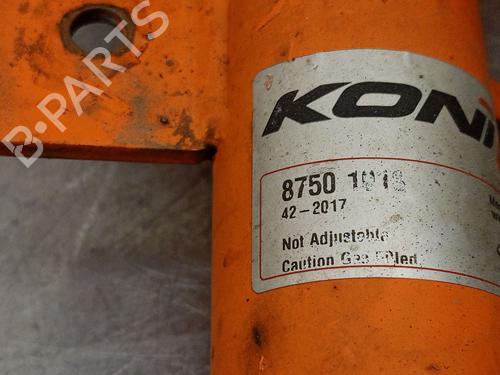 B-PARTS
KONI
8750
42-2017
Not Adjustable
Caution Gas Filled